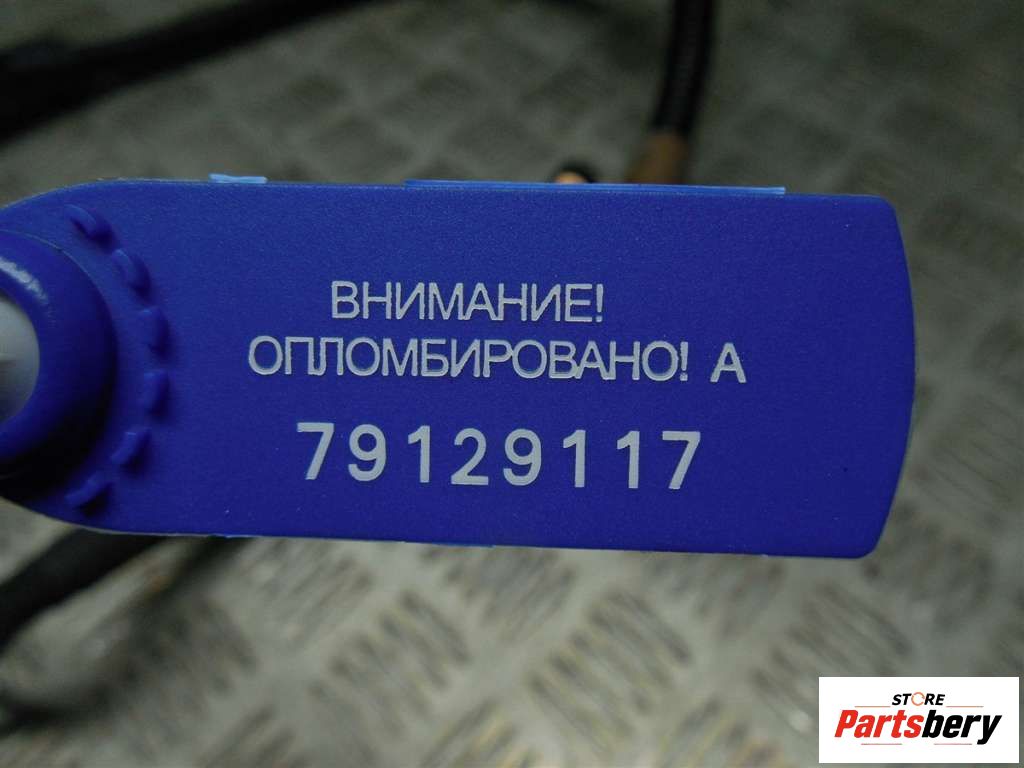 ВНИМАНИЕ!
ОПЛОМБИРОВАНО! А
79129117
STORE
Partsbery